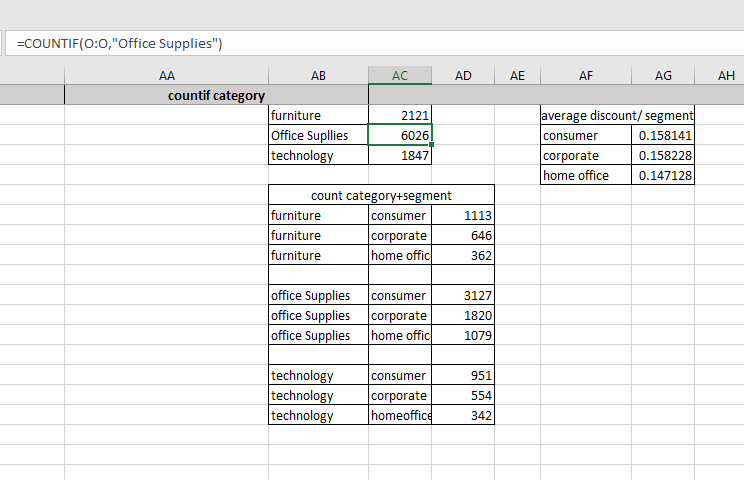 =COUNTIF(O:O,"Office Supplies")
AA AB AC AD AE AF AG AH
countif category
furniture 2121 average discount/ segment
Office Supllies 6026 consumer 0.158141
technology 1847 corporate 0.158228
home office 0.147128
count category+segment
furniture consumer 1113
furniture corporate 646
furniture home offic 362
office Supplies consumer 3127
office Supplies corporate 1820
office Supplies home offic 1079
technology consumer 951
technology corporate 554
technology homeoffice 342